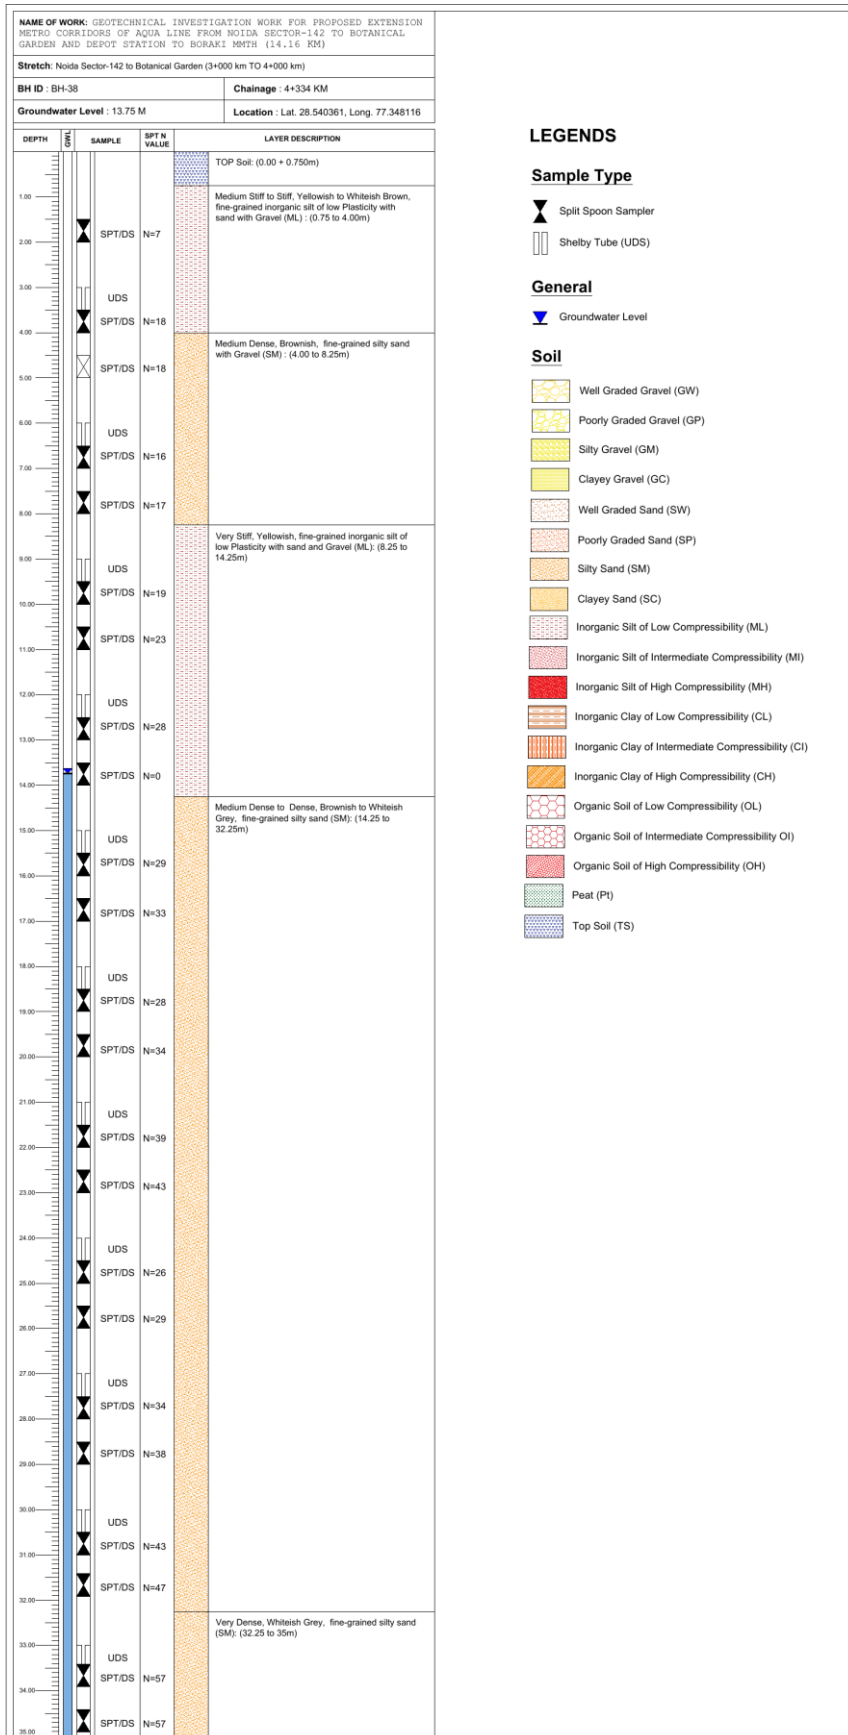 NAME OF WORK: GEOTECHNICAL INVESTIGATION WORK FOR PROPOSED EXTENSION
METRO CORRIDORS OF AQUA LINE FROM NOIDA SECTOR-142 TO BOTANICAL
GARDEN AND DEPOT STATION TO BORAKI MMTH (14.16 KM)
Stretch: Noida Sector-142 to Botanical Garden (3+000 km TO 4+000 km)
BH ID : BH-38
Chainage : 4+334 KM
Groundwater Level : 13.75 M
Location : Lat. 28.540361, Long. 77.348116
DEPTH GWL SAMPLE SPT N VALUE LAYER DESCRIPTION
TOP Soil: (0.00 + 0.750m)
1.00
Medium Stiff to Stiff, Yellowish to Whiteish Brown,
fine-grained inorganic silt of low Plasticity with
sand with Gravel (ML) : (0.75 to 4.00m)
SPT/DS N=7
2.00
3.00
UDS
SPT/DS N=18
4.00
Medium Dense, Brownish, fine-grained silty sand
with Gravel (SM) : (4.00 to 8.25m)
SPT/DS N=18
5.00
6.00
UDS
SPT/DS N=16
7.00
SPT/DS N=17
8.00
Very Stiff, Yellowish, fine-grained inorganic silt of
low Plasticity with sand and Gravel (ML): (8.25 to
14.25m)
9.00
UDS
SPT/DS N=19
10.00
SPT/DS N=23
11.00
12.00
UDS
SPT/DS N=28
13.00
SPT/DS N=0
14.00
Medium Dense to Dense, Brownish to Whiteish
Grey, fine-grained silty sand (SM): (14.25 to
32.25m)
15.00
UDS
SPT/DS N=29
16.00
SPT/DS N=33
17.00
18.00
UDS
SPT/DS N=28
19.00
SPT/DS N=34
20.00
21.00
UDS
SPT/DS N=39
22.00
SPT/DS N=43
23.00
24.00
UDS
SPT/DS N=26
25.00
SPT/DS N=29
26.00
27.00
UDS
SPT/DS N=34
28.00
SPT/DS N=38
29.00
30.00
UDS
SPT/DS N=43
31.00
SPT/DS N=47
32.00
Very Dense, Whiteish Grey, fine-grained silty sand
(SM): (32.25 to 35m)
33.00
UDS
SPT/DS N=57
34.00
SPT/DS N=57
35.00
LEGENDS
Sample Type
Split Spoon Sampler
Shelby Tube (UDS)
General
Groundwater Level
Soil
Well Graded Gravel (GW)
Poorly Graded Gravel (GP)
Silty Gravel (GM)
Clayey Gravel (GC)
Well Graded Sand (SW)
Poorly Graded Sand (SP)
Silty Sand (SM)
Clayey Sand (SC)
Inorganic Silt of Low Compressibility (ML)
Inorganic Silt of Intermediate Compressibility (MI)
Inorganic Silt of High Compressibility (MH)
Inorganic Clay of Low Compressibility (CL)
Inorganic Clay of Intermediate Compressibility (CI)
Inorganic Clay of High Compressibility (CH)
Organic Soil of Low Compressibility (OL)
Organic Soil of Intermediate Compressibility OI)
Organic Soil of High Compressibility (OH)
Peat (Pt)
Top Soil (TS)